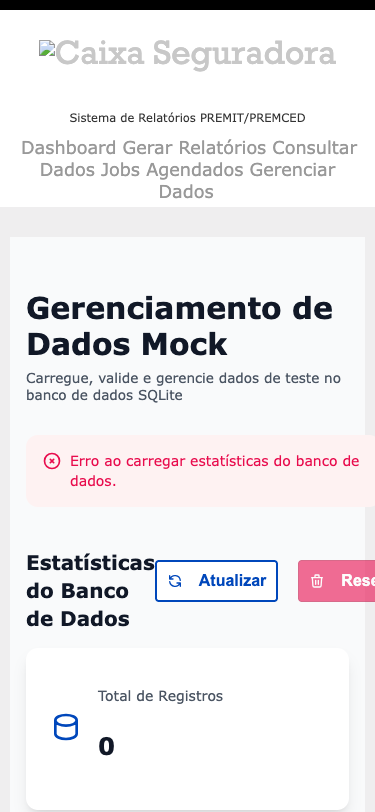 Caixa Seguradora
Sistema de Relatórios PREMIT/PREMCED
Dashboard Gerar Relatórios Consultar
Dados Jobs Agendados Gerenciar
Dados
Gerenciamento de
Dados Mock
Carregue, valide e gerencie dados de teste no
banco de dados SQLite
Erro ao carregar estatísticas do banco de
dados.
Estatísticas
do Banco
de Dados
Atualizar
Rese
Total de Registros
0